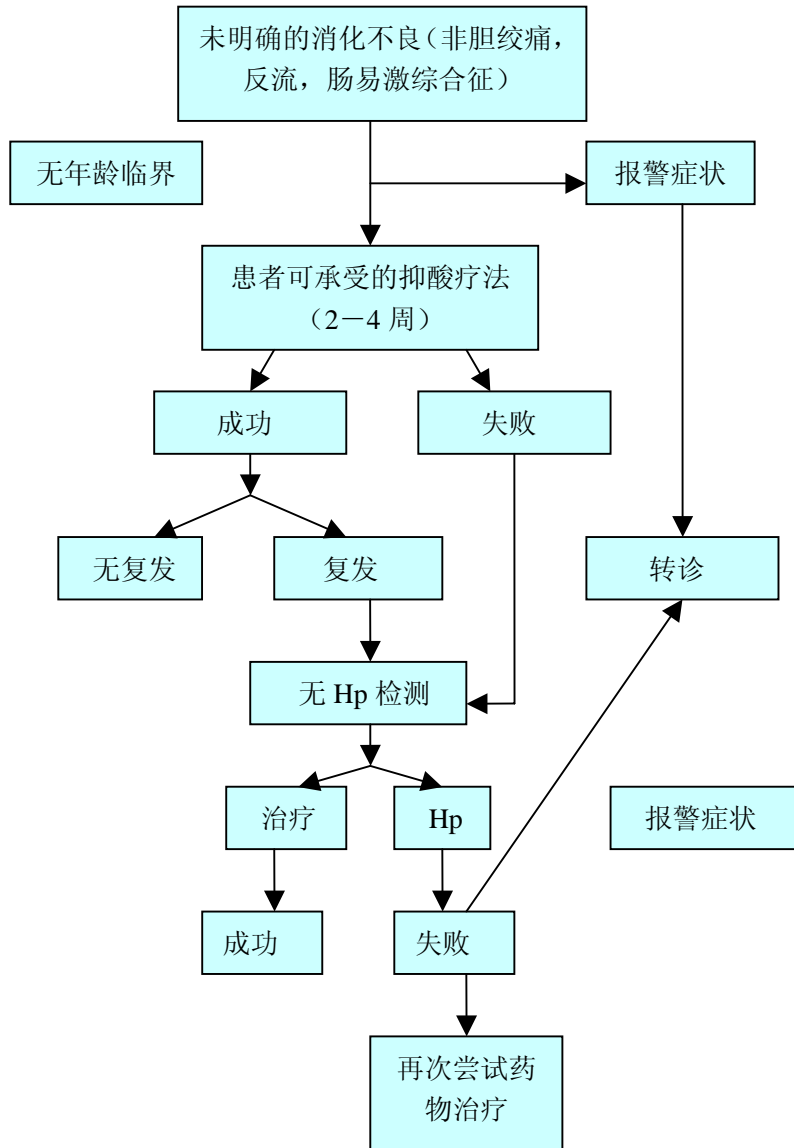 未明确的消化不良（非胆绞痛，
反流，肠易激综合征）
无年龄临界
报警症状
患者可承受的抑酸疗法
（2－4 周）
成功
失败
无复发
复发
转诊
无 Hp 检测
治疗
Hp
报警症状
成功
失败
再次尝试药
物治疗